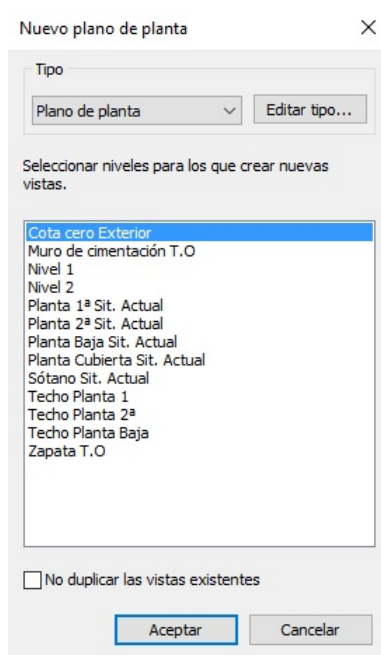 Nuevo plano de planta
Tipo
Plano de planta
Editar tipo...
Seleccionar niveles para los que crear nuevas
vistas.
Cota cero Exterior
Muro de cimentación T.O
Nivel 1
Nivel 2
Planta 1ª Sit. Actual
Planta 2ª Sit. Actual
Planta Baja Sit. Actual
Planta Cubierta Sit. Actual
Sótano Sit. Actual
Techo Planta 1
Techo Planta 2ª
Techo Planta Baja
Zapata T.O
No duplicar las vistas existentes
Aceptar
Cancelar